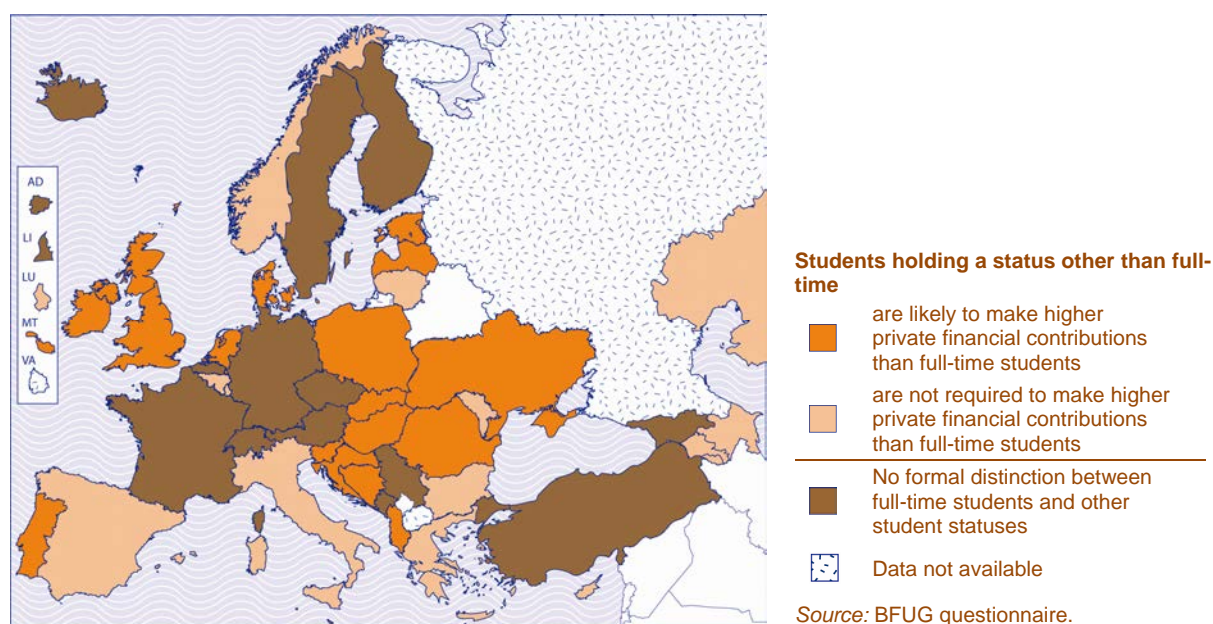 AD
LI
LU
MT
VA
Students holding a status other than full-
time
are likely to make higher
private financial contributions
than full-time students
are not required to make higher
private financial contributions
than full-time students
No formal distinction between
full-time students and other
student statuses
Data not available
Source: BFUG questionnaire.